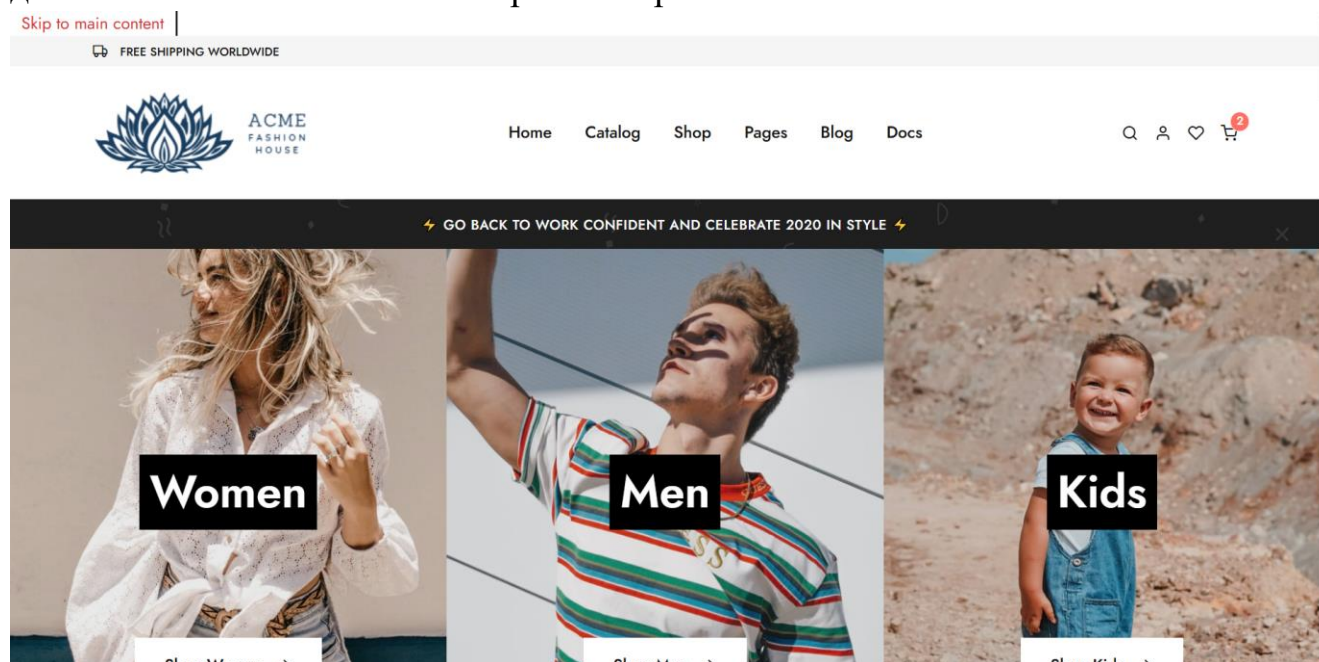 Skip to main content
FREE SHIPPING WORLDWIDE
ACME
FASHION
HOUSE
Home Catalog Shop Pages Blog Docs
2
⚡ GO BACK TO WORK CONFIDENT AND CELEBRATE 2020 IN STYLE ⚡
Women Men Kids